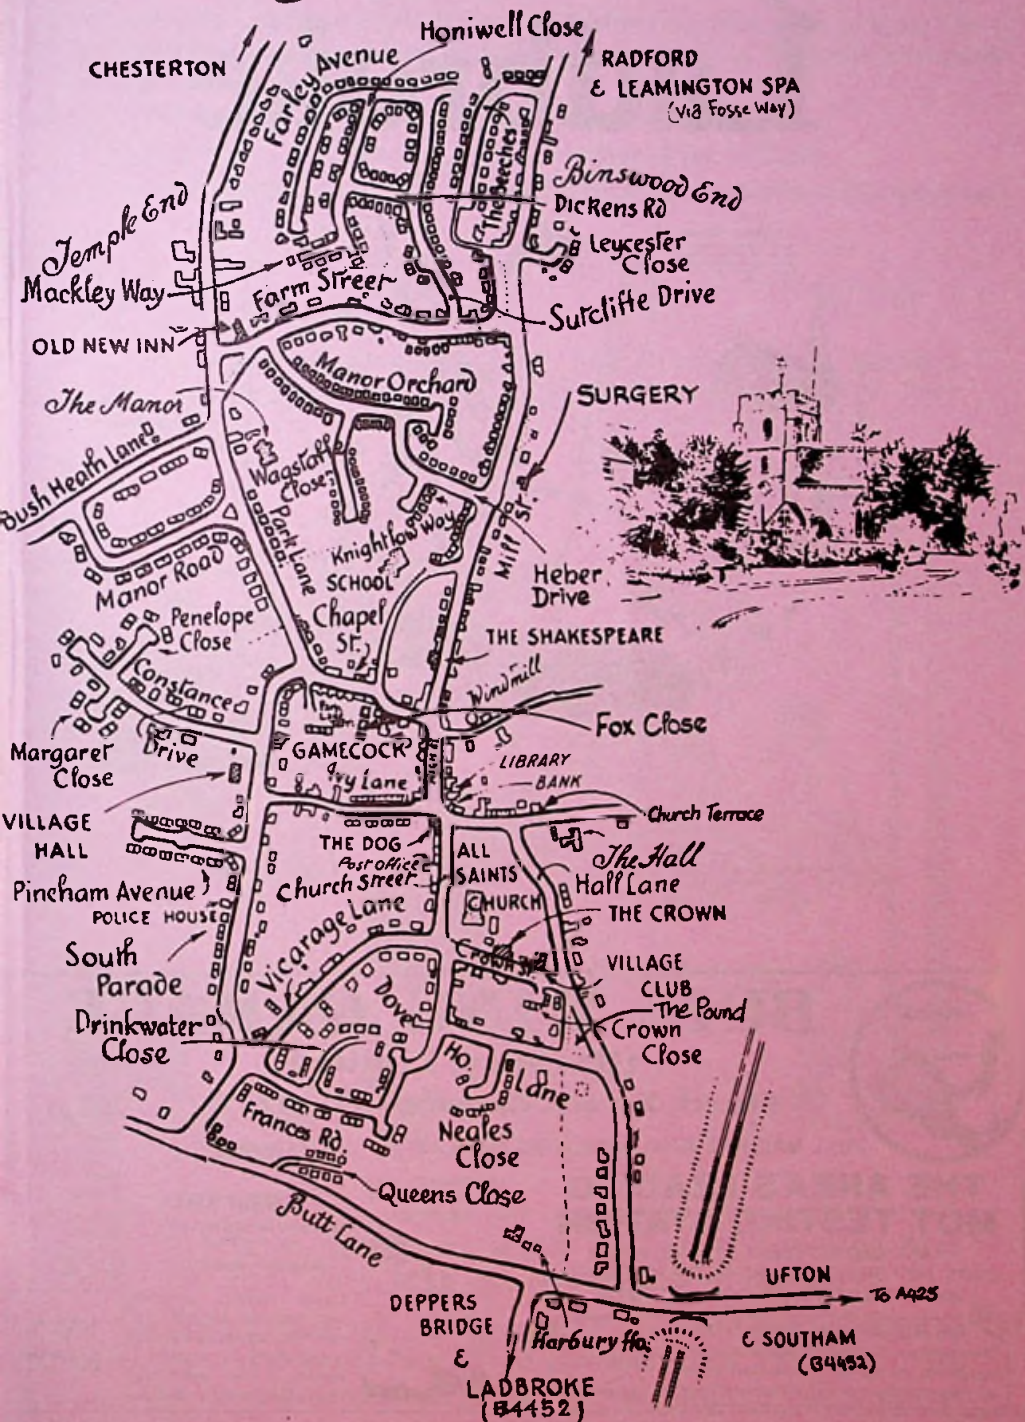 Honiwell Close
CHESTERTON
Farley Avenue
RADFORD
& LEAMINGTON SPA
(Via Fosse Way)
The Beeches
Binswood End
Dickens Rd
Temple End
Leycester
Close
Mackley Way
Farm Street
Sutcliffe Drive
OLD NEW INN
Manor Orchard
The Manor
SURGERY
Bush Heath Lane
Wagstaff
Close
Park Lane
Knightlow Way
Mill St.
SCHOOL
Heber
Drive
Manor Road
Chapel
St.
Penelope
Close
THE SHAKESPEARE
Constance
Drive
Windmill
Fox Close
Margaret
Close
GAMECOCK
HIGH
LIBRARY
BANK
Ivy Lane
VILLAGE
HALL
Church Terrace
THE DOG
Post Office
Church Street
ALL
SAINTS'
CHURCH
The Hall
Hall Lane
Pincham Avenue
POLICE HOUSE
THE CROWN
Vicarage Lane
Crown St
South
Parade
VILLAGE
CLUB
The Pound
Dove
Ho.
Lane
Drinkwater
Close
Crown
Close
Frances Rd.
Neales
Close
Queens Close
Butt Lane
UFTON
To A425
DEPPERS
BRIDGE
&
LADBROKE
(B4452)
Harbury Ho.
& SOUTHAM
(B4452)